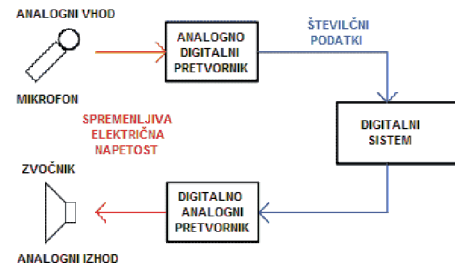 ANALOGNI VHOD
MIKROFON
ANALOGNO
DIGITALNI
PRETVORNIK
ŠTEVILČNI
PODATKI
DIGITALNI
SISTEM
SPREMENLJIVA
ELEKTRIČNA
NAPETOST
ZVOČNIK
ANALOGNI IZHOD
DIGITALNO
ANALOGNI
PRETVORNIK